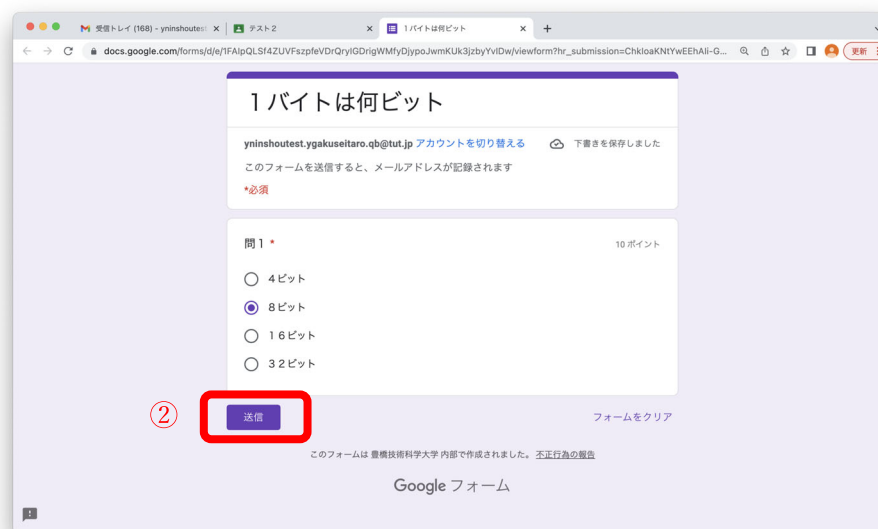 受信トレイ (168) - yninshoutest
テスト2
1バイトは何ビット
docs.google.com/forms/d/e/1FAIpQLSf4ZUVFszpfeVDrQrylGDrigWMfyDjypoJwmKUk3jzbyYvIDw/viewform?hr_submission=ChkIoaKNtYwEEhAli-G...
更新
1バイトは何ビット
yninshoutest.ygakuseitaro.qb@tut.jp アカウントを切り替える 下書きを保存しました
このフォームを送信すると、メールアドレスが記録されます
*必須
問1 * 10 ポイント
4ビット
8ビット
16ビット
32ビット
② 送信 フォームをクリア
このフォームは 豊橋技術科学大学 内部で作成されました。 不正行為の報告
Google フォーム